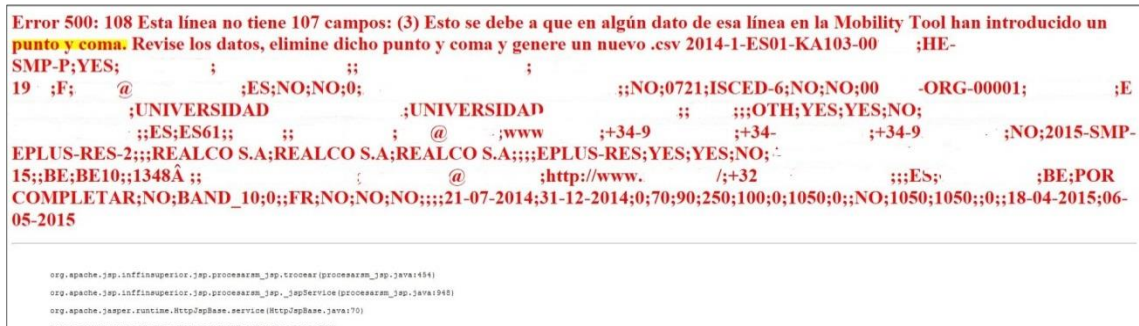 Error 500: 108 Esta línea no tiene 107 campos: (3) Esto se debe a que en algún dato de esa línea en la Mobility Tool han introducido un
punto y coma. Revise los datos, elimine dicho punto y coma y genere un nuevo .csv 2014-1-ES01-KA103-00 ;HE-
SMP-P;YES; ; ;; ;
19 ;F; @ ;ES;NO;NO;0; ;;NO;0721;ISCED-6;NO;NO;00 -ORG-00001; ;E
;UNIVERSIDAD ;UNIVERSIDAD ;; ;;;OTH;YES;YES;NO;
;;ES;ES61;; ;; ; @ ;www ;+34-9 ;+34- ;+34-9 ;NO;2015-SMP-
EPLUS-RES-2;;;REALCO S.A;REALCO S.A;REALCO S.A;;;;EPLUS-RES;YES;YES;NO;
15;;BE;BE10;;1348Â ;; @ ;http://www. /;+32 ;;;ES; ;BE;POR
COMPLETAR;NO;BAND_10;0;;FR;NO;NO;NO;;;;21-07-2014;31-12-2014;0;70;90;250;100;0;1050;0;;NO;1050;1050;;0;;18-04-2015;06-
05-2015
org.apache.jsp.inffinsuperior.jsp.procesarsm_jsp.trocear(procesarsm_jsp.java:454)
org.apache.jsp.inffinsuperior.jsp.procesarsm_jsp._jspService(procesarsm_jsp.java:948)
org.apache.jasper.runtime.HttpJspBase.service(HttpJspBase.java:70)